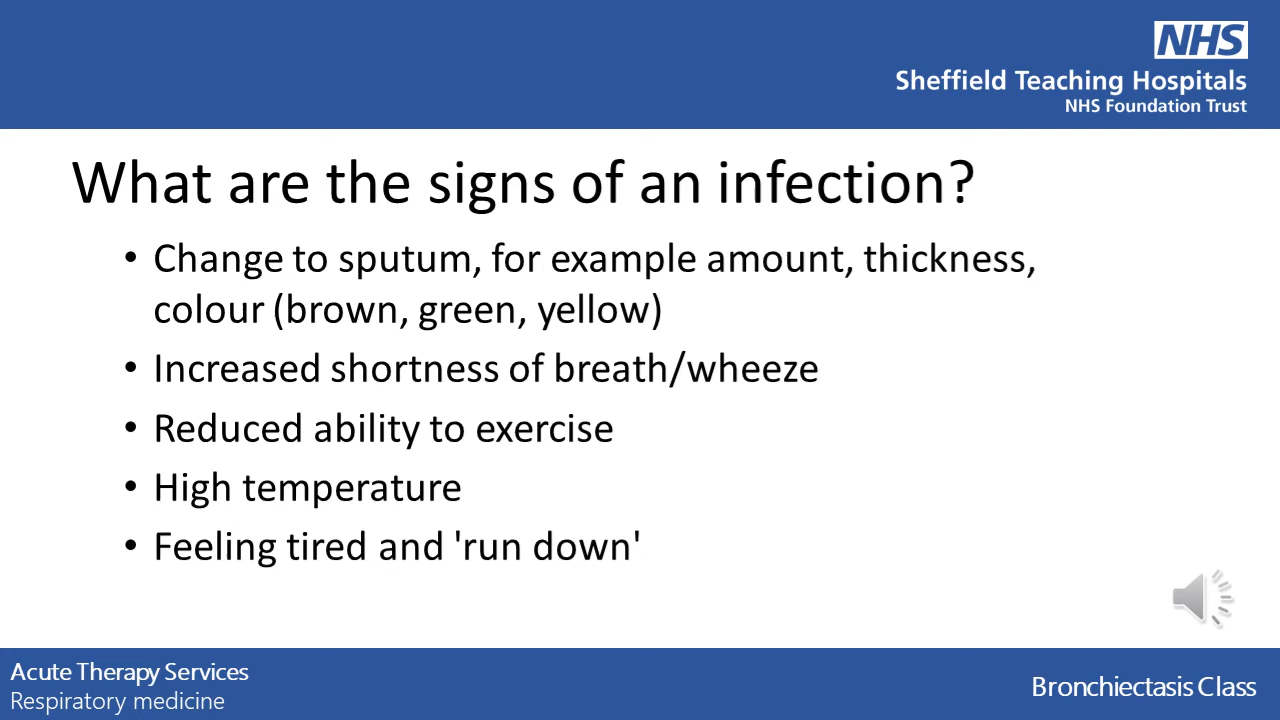 NHS
Sheffield Teaching Hospitals
NHS Foundation Trust
What are the signs of an infection?
• Change to sputum, for example amount, thickness,
colour (brown, green, yellow)
• Increased shortness of breath/wheeze
• Reduced ability to exercise
• High temperature
• Feeling tired and 'run down'
Acute Therapy Services
Respiratory medicine
Bronchiectasis Class